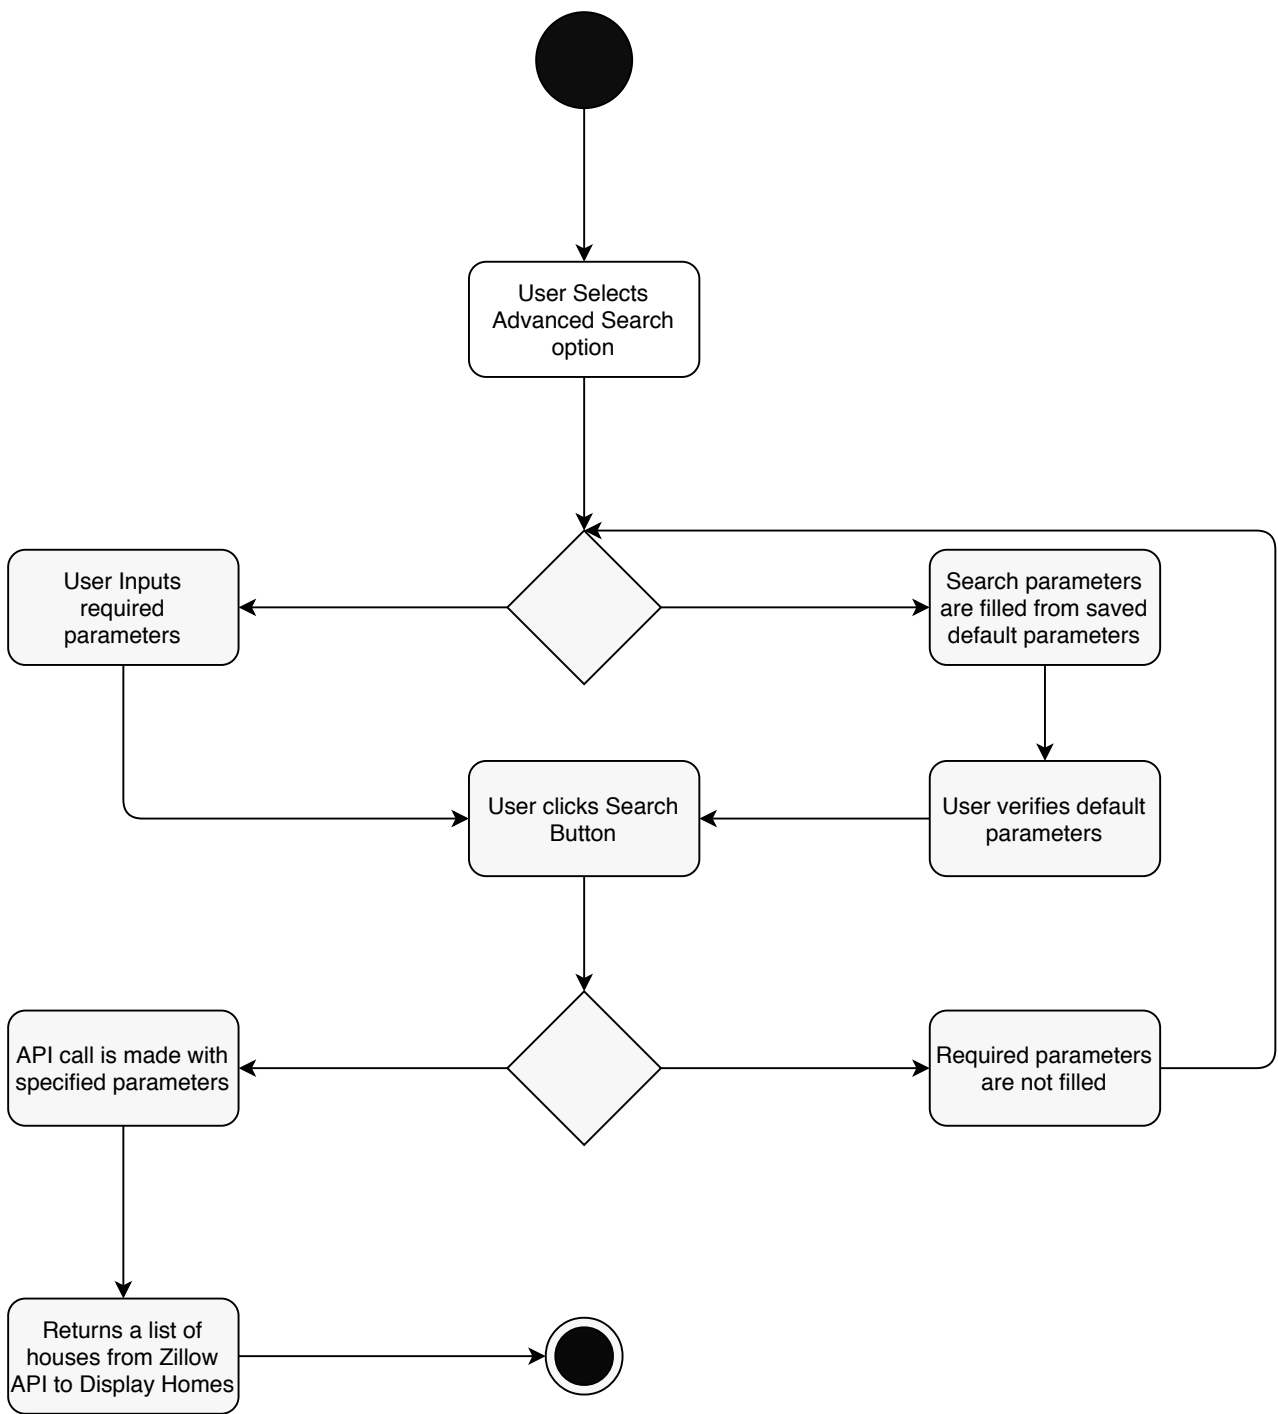 User Selects
Advanced Search
option
User Inputs
required
parameters
Search parameters
are filled from saved
default parameters
User clicks Search
Button
User verifies default
parameters
API call is made with
specified parameters
Required parameters
are not filled
Returns a list of
houses from Zillow
API to Display Homes